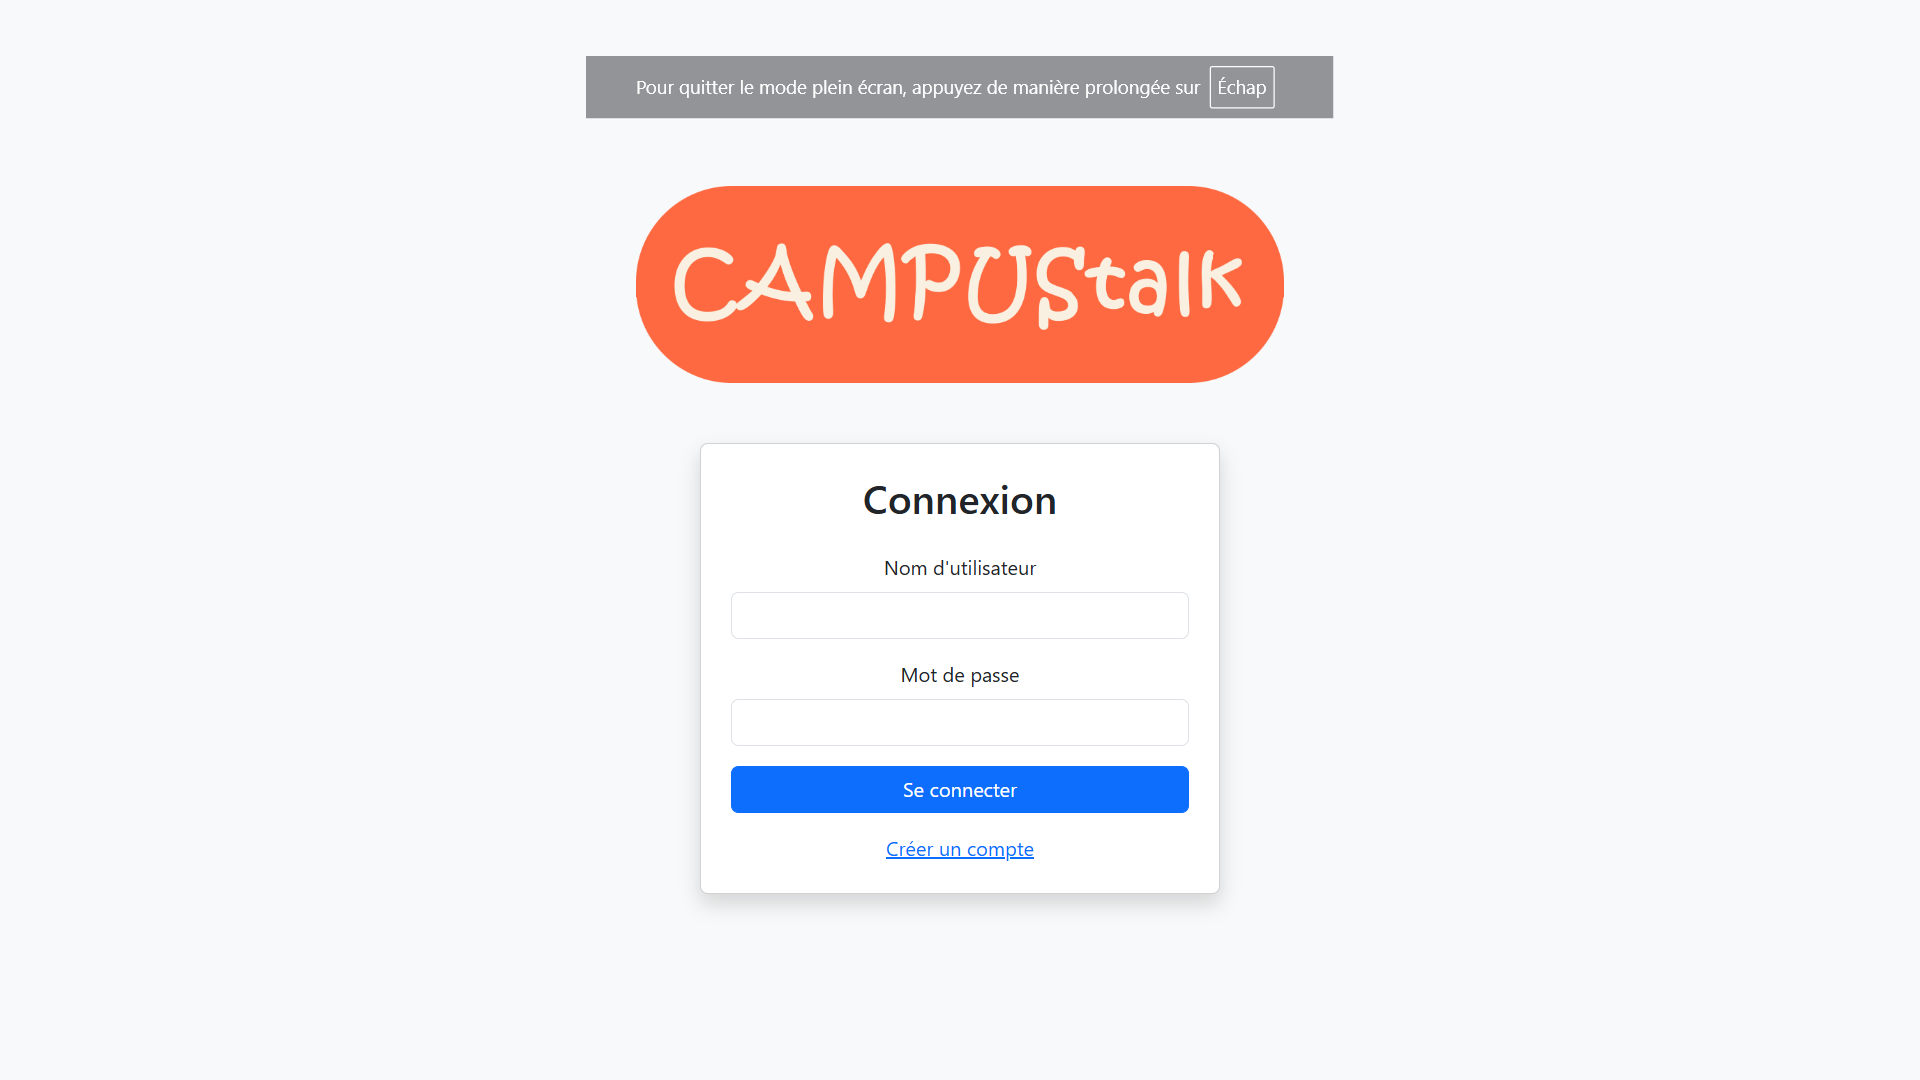 Pour quitter le mode plein écran, appuyez de manière prolongée sur Échap
CAMPUStalk
Connexion
Nom d'utilisateur
Mot de passe
Se connecter
Créer un compte